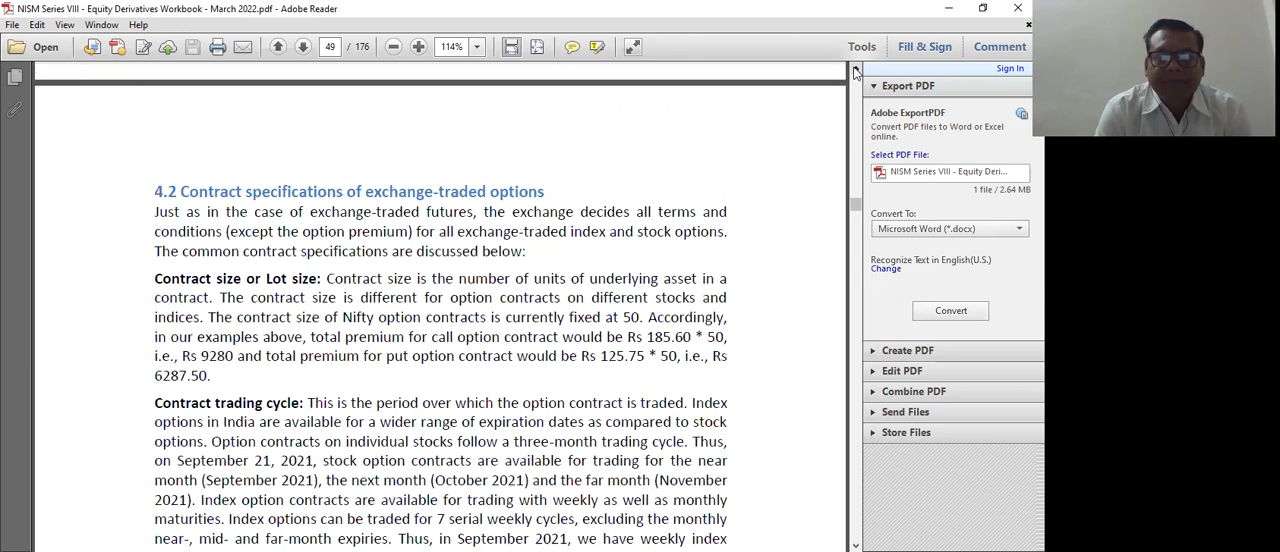 NISM Series VIII - Equity Derivatives Workbook - March 2022.pdf - Adobe Reader
File Edit View Window Help
Open 49 / 176 114% Tools Fill & Sign Comment
Sign In
Export PDF
Adobe ExportPDF
Convert PDF files to Word or Excel
online.
Select PDF File:
NISM Series VIII - Equity Deri...
1 file / 2.64 MB
Convert To:
Microsoft Word (*.docx)
Recognize Text in English(U.S.)
Change
Convert
Create PDF
Edit PDF
Combine PDF
Send Files
Store Files
4.2 Contract specifications of exchange-traded options
Just as in the case of exchange-traded futures, the exchange decides all terms and
conditions (except the option premium) for all exchange-traded index and stock options.
The common contract specifications are discussed below:
Contract size or Lot size: Contract size is the number of units of underlying asset in a
contract. The contract size is different for option contracts on different stocks and
indices. The contract size of Nifty option contracts is currently fixed at 50. Accordingly,
in our examples above, total premium for call option contract would be Rs 185.60 * 50,
i.e., Rs 9280 and total premium for put option contract would be Rs 125.75 * 50, i.e., Rs
6287.50.
Contract trading cycle: This is the period over which the option contract is traded. Index
options in India are available for a wider range of expiration dates as compared to stock
options. Option contracts on individual stocks follow a three-month trading cycle. Thus,
on September 21, 2021, stock option contracts are available for trading for the near
month (September 2021), the next month (October 2021) and the far month (November
2021). Index option contracts are available for trading with weekly as well as monthly
maturities. Index options can be traded for 7 serial weekly cycles, excluding the monthly
near-, mid- and far-month expiries. Thus, in September 2021, we have weekly index